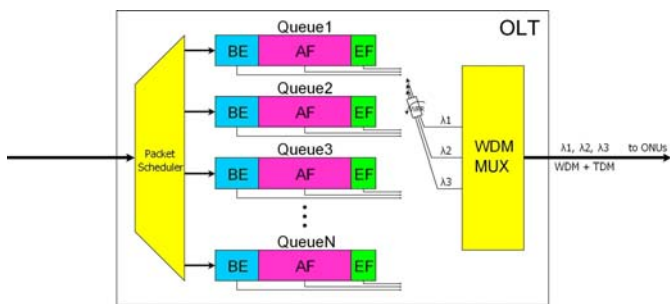 OLT
Queue1
BE AF EF
Queue2
BE AF EF
Queue3
BE AF EF
QueueN
BE AF EF
Packet
Scheduler
λ1
λ2
λ3
WDM
MUX
λ1, λ2, λ3 to ONUs
WDM + TDM